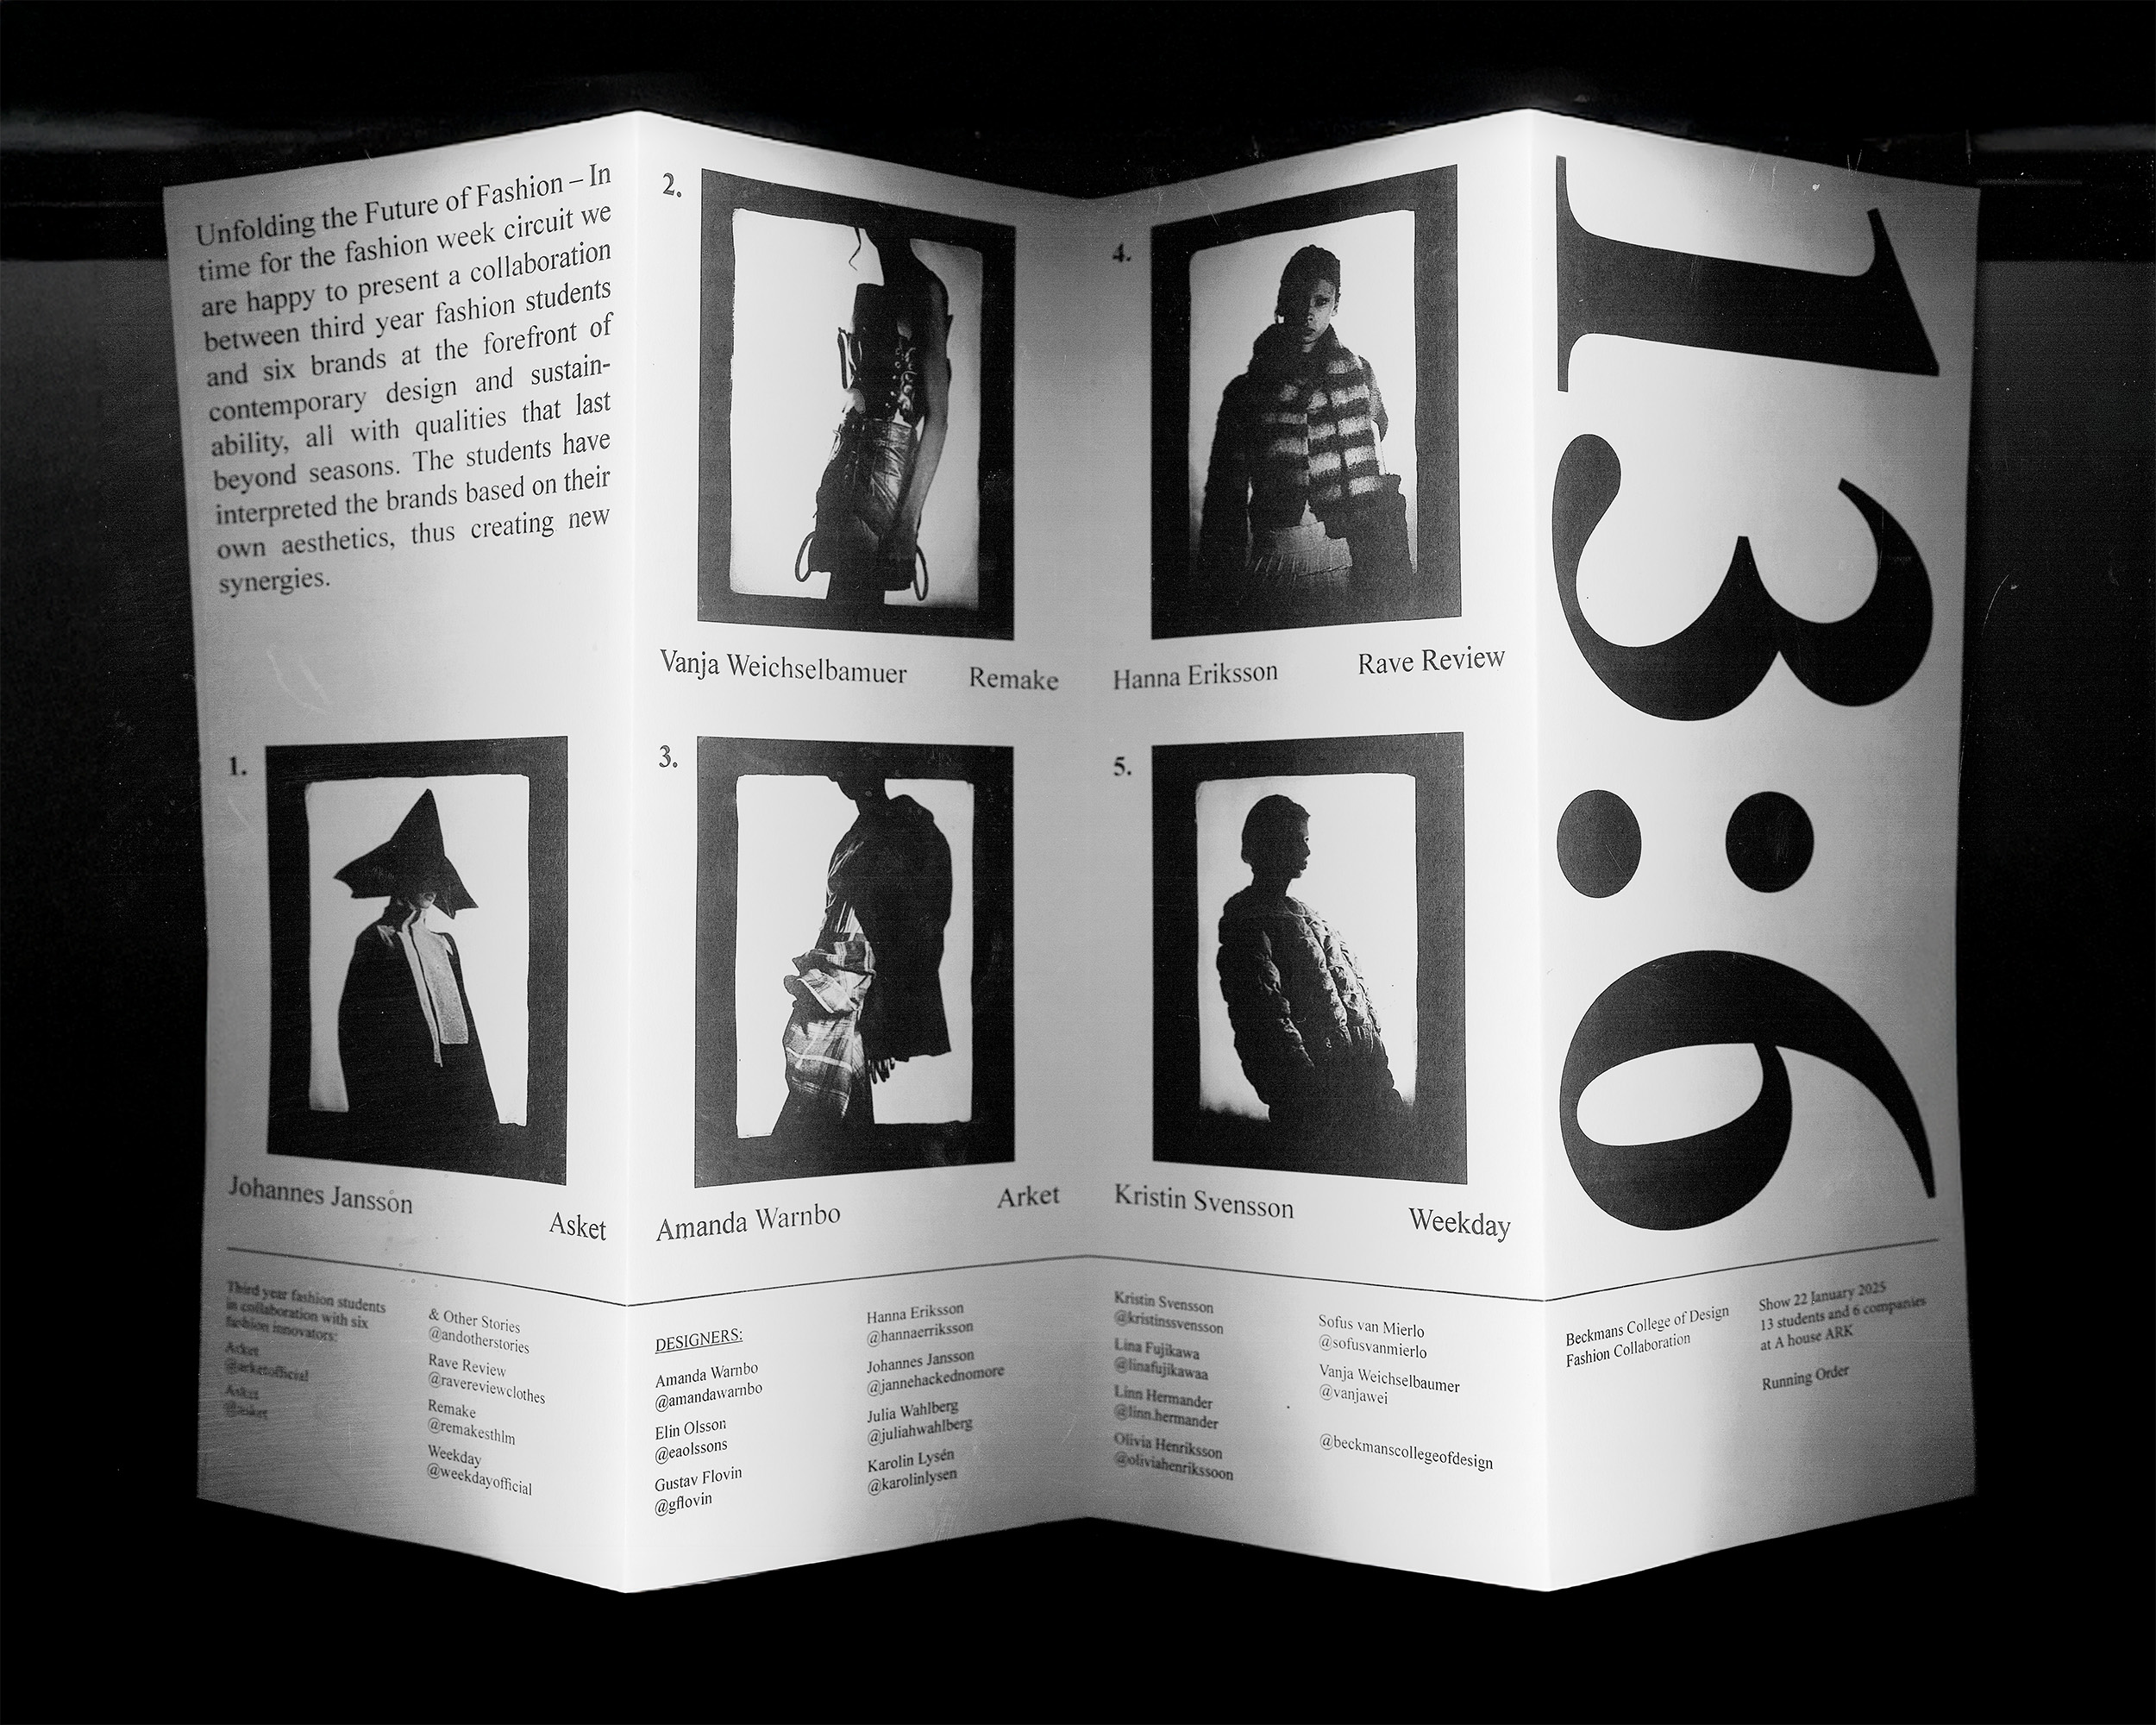 13:6
Show 22 January 2025
13 students and 6 companies
at A house ARK
Running Order
Beckmans College of Design
Fashion Collaboration
4.
Hanna Eriksson
Rave Review
5.
Kristin Svensson
Weekday
2.
Vanja Weichselbamuer
Remake
3.
Amanda Warnbo
Arket
Unfolding the Future of Fashion – In
time for the fashion week circuit we
are happy to present a collaboration
between third year fashion students
and six brands at the forefront of
contemporary design and sustain-
ability, all with qualities that last
beyond seasons. The students have
interpreted the brands based on their
own aesthetics, thus creating new
synergies.
1.
Johannes Jansson
Asket
Third year fashion students
in collaboration with six
fashion innovators:
Arket
@arketofficial
Asket
@asket
& Other Stories
@andotherstories
Rave Review
@ravereviewclothes
Remake
@remakesthlm
Weekday
@weekdayofficial
DESIGNERS:
Amanda Warnbo
@amandawarnbo
Elin Olsson
@eaolssons
Gustav Flovin
@gflovin
Hanna Eriksson
@hannaerriksson
Johannes Jansson
@jannehackednomore
Julia Wahlberg
@juliahwahlberg
Karolin Lysén
@karolinlysen
Kristin Svensson
@kristinssvensson
Lina Fujikawa
@linafujikawaa
Linn Hermander
@linn.hermander
Olivia Henriksson
@oliviahenrikssoon
Sofus van Mierlo
@sofusvanmierlo
Vanja Weichselbaumer
@vanjawei
@beckmanscollegeofdesign